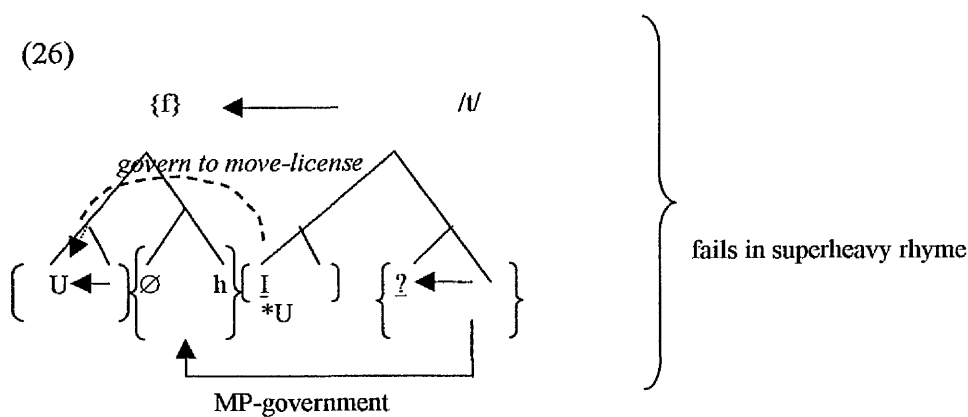 (26)
{f} /t/
govern to move-license
U Ø h I ?
*U
fails in superheavy rhyme
MP-government